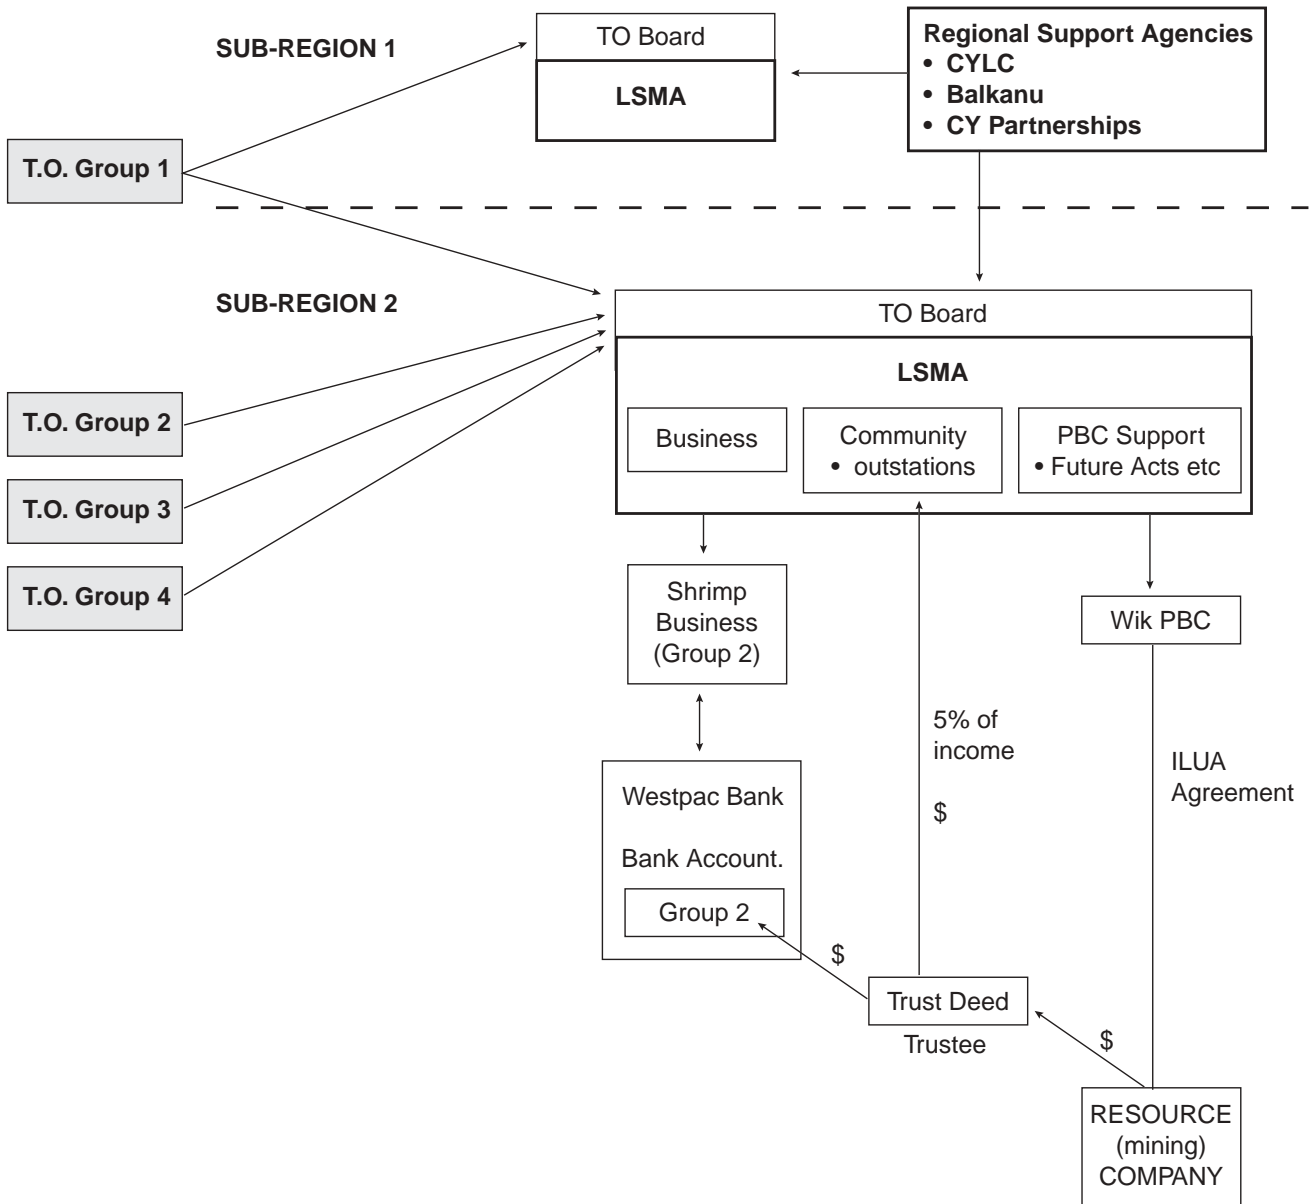 SUB-REGION 1
TO Board
LSMA
Regional Support Agencies
• CYLC
• Balkanu
• CY Partnerships
T.O. Group 1
SUB-REGION 2
TO Board
LSMA
T.O. Group 2
T.O. Group 3
T.O. Group 4
Business
Community
• outstations
PBC Support
• Future Acts etc
Shrimp
Business
(Group 2)
Wik PBC
5% of
income
$
ILUA
Agreement
Westpac Bank
Bank Account.
Group 2
$
Trust Deed
Trustee
$
RESOURCE
(mining)
COMPANY